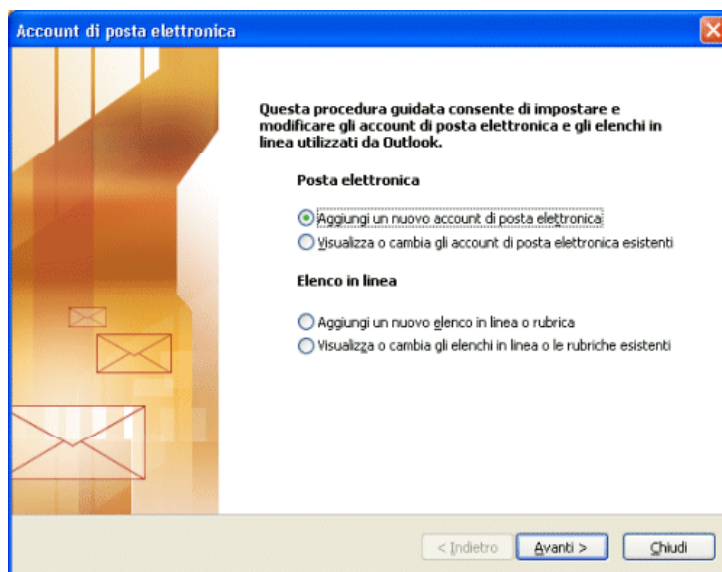 Account di posta elettronica
Questa procedura guidata consente di impostare e
modificare gli account di posta elettronica e gli elenchi in
linea utilizzati da Outlook.
Posta elettronica
Aggiungi un nuovo account di posta elettronica
Visualizza o cambia gli account di posta elettronica esistenti
Elenco in linea
Aggiungi un nuovo elenco in linea o rubrica
Visualizza o cambia gli elenchi in linea o le rubriche esistenti
< Indietro
Avanti >
Chiudi